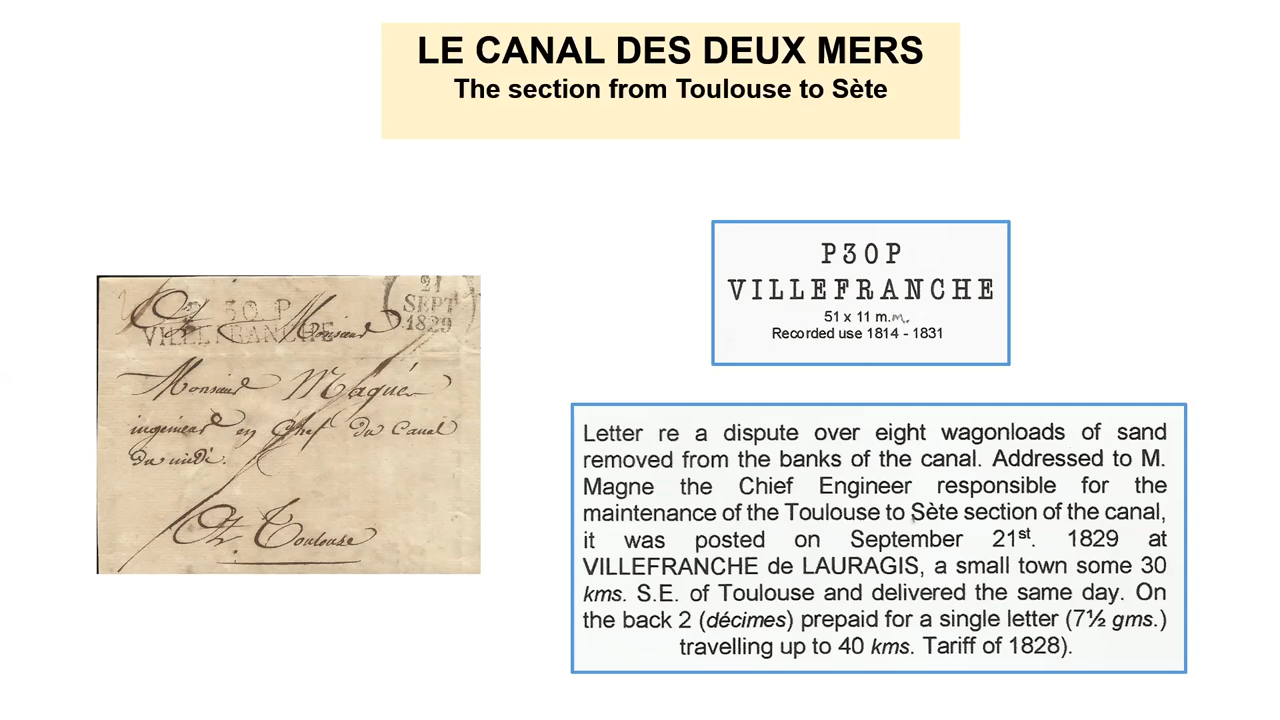 LE CANAL DES DEUX MERS
The section from Toulouse to Sète
P30P
VILLEFRANCHE
51 x 11 m.m.
Recorded use 1814 - 1831
P 30 P
VILLEFRANCHE
21
SEPT
1829
A Monsieur
Monsieur Magués
ingenieur en Chef du Canal
du midi.
A Toulouse
Letter re a dispute over eight wagonloads of sand
removed from the banks of the canal. Addressed to M.
Magne the Chief Engineer responsible for the
maintenance of the Toulouse to Sète section of the canal,
it was posted on September 21st. 1829 at
VILLEFRANCHE de LAURAGIS, a small town some 30
kms. S.E. of Toulouse and delivered the same day. On
the back 2 (décimes) prepaid for a single letter (7½ gms.)
travelling up to 40 kms. Tariff of 1828).